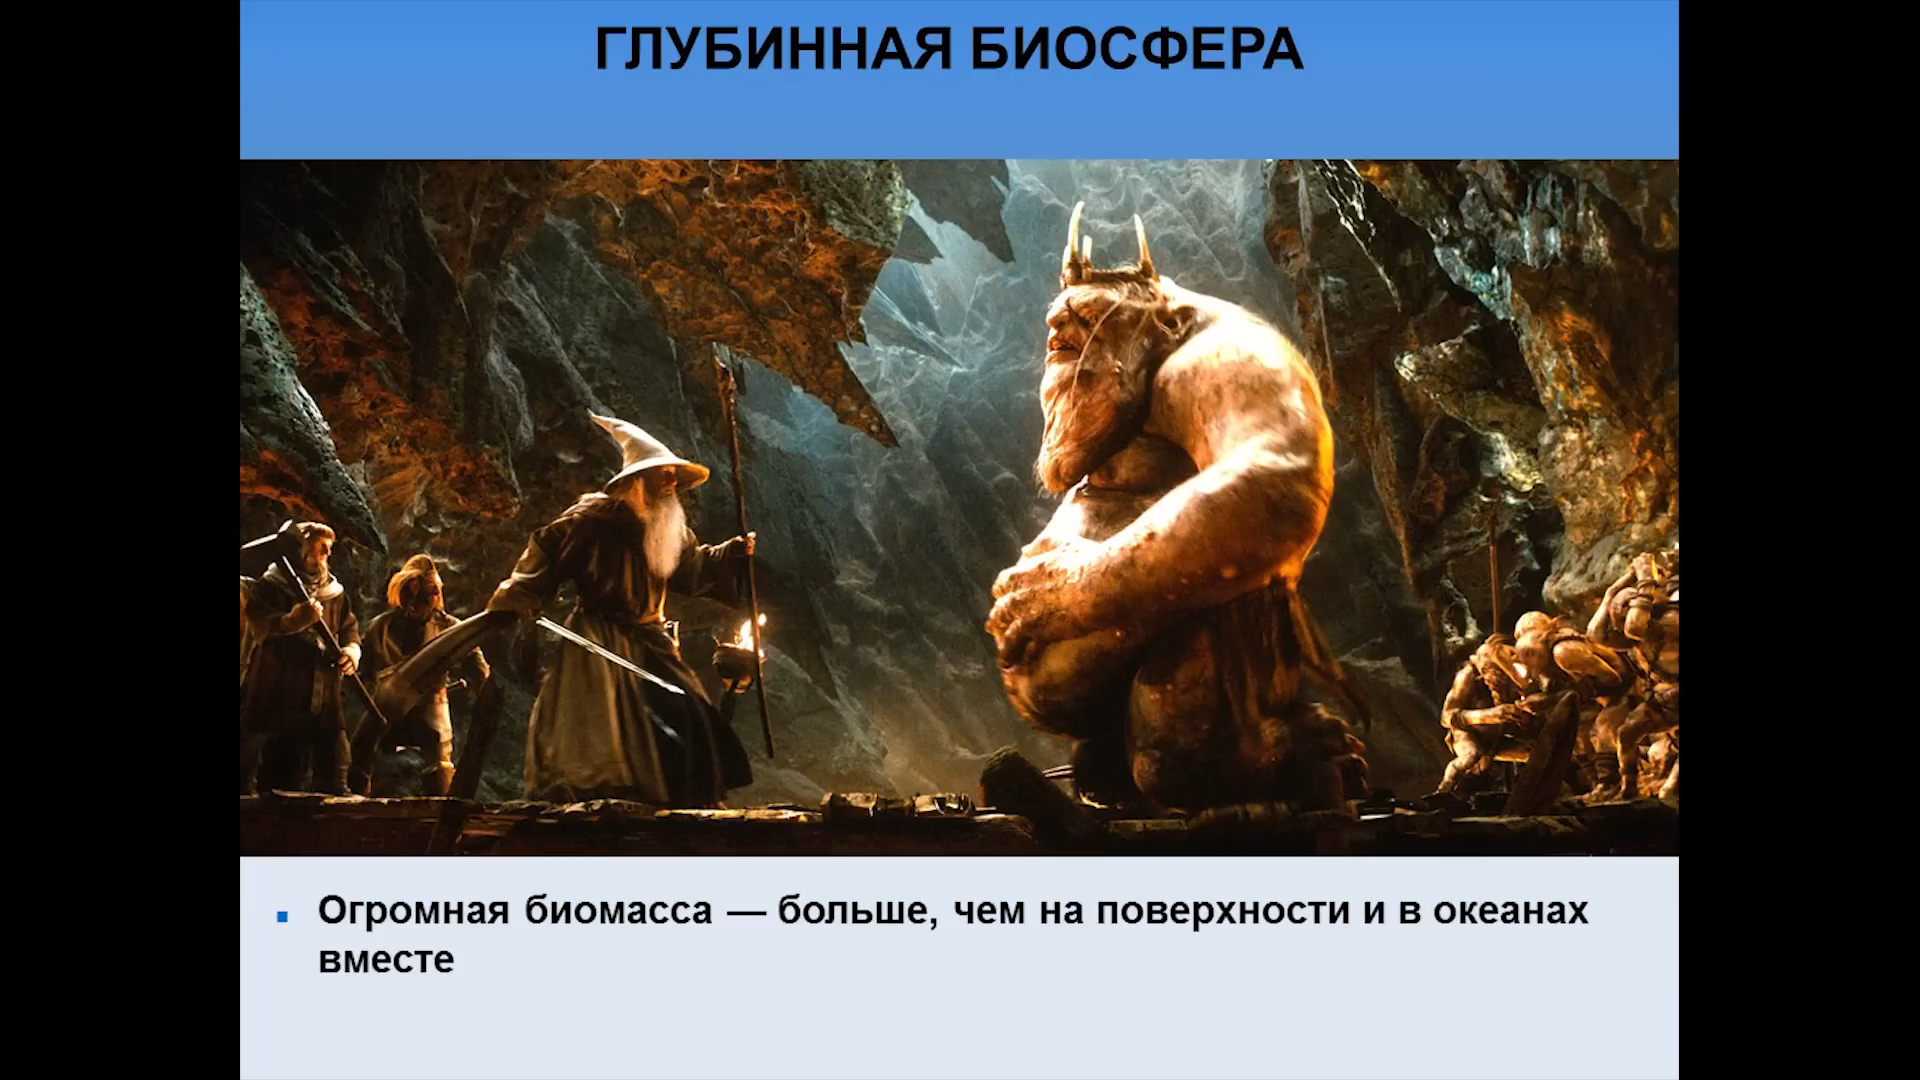 ГЛУБИННАЯ БИОСФЕРА
Огромная биомасса — больше, чем на поверхности и в океанах
вместе